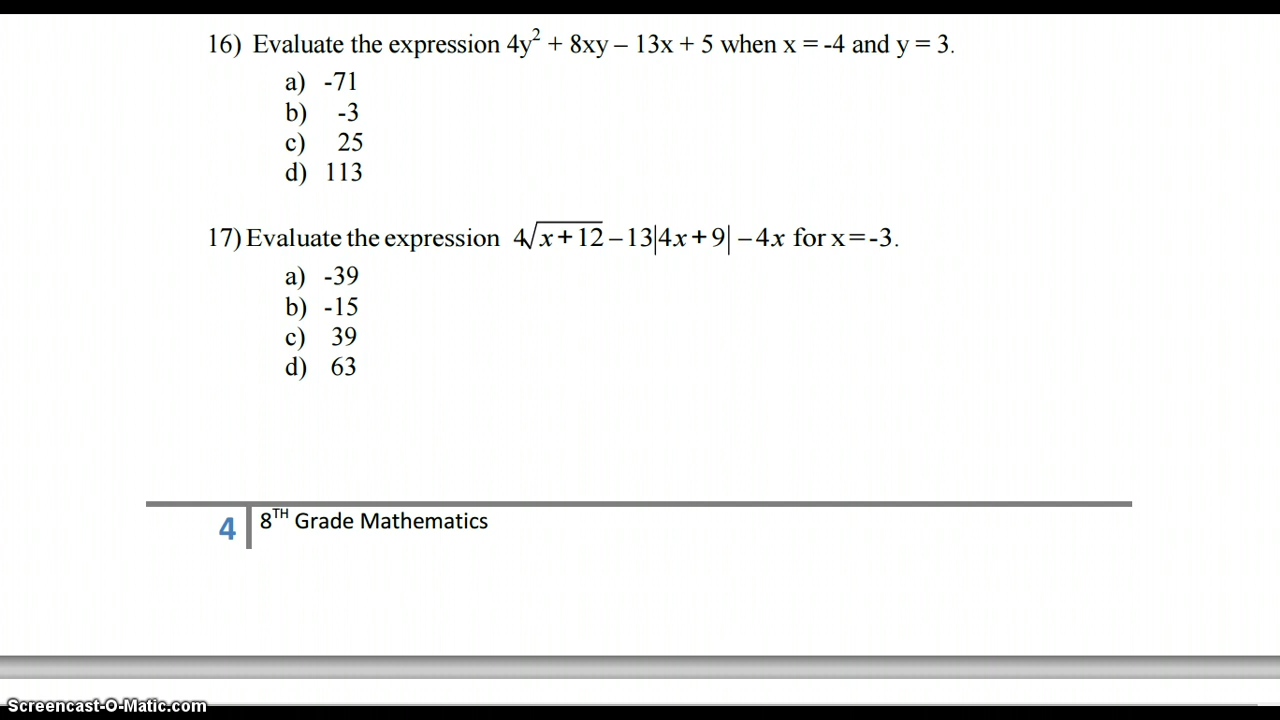 16) Evaluate the expression 4y² + 8xy – 13x + 5 when x = -4 and y = 3.
a) -71
b) -3
c) 25
d) 113
17) Evaluate the expression 4√x+12 – 13|4x+9| – 4x for x=-3.
a) -39
b) -15
c) 39
d) 63
4 | 8TH Grade Mathematics
Screencast-O-Matic.com